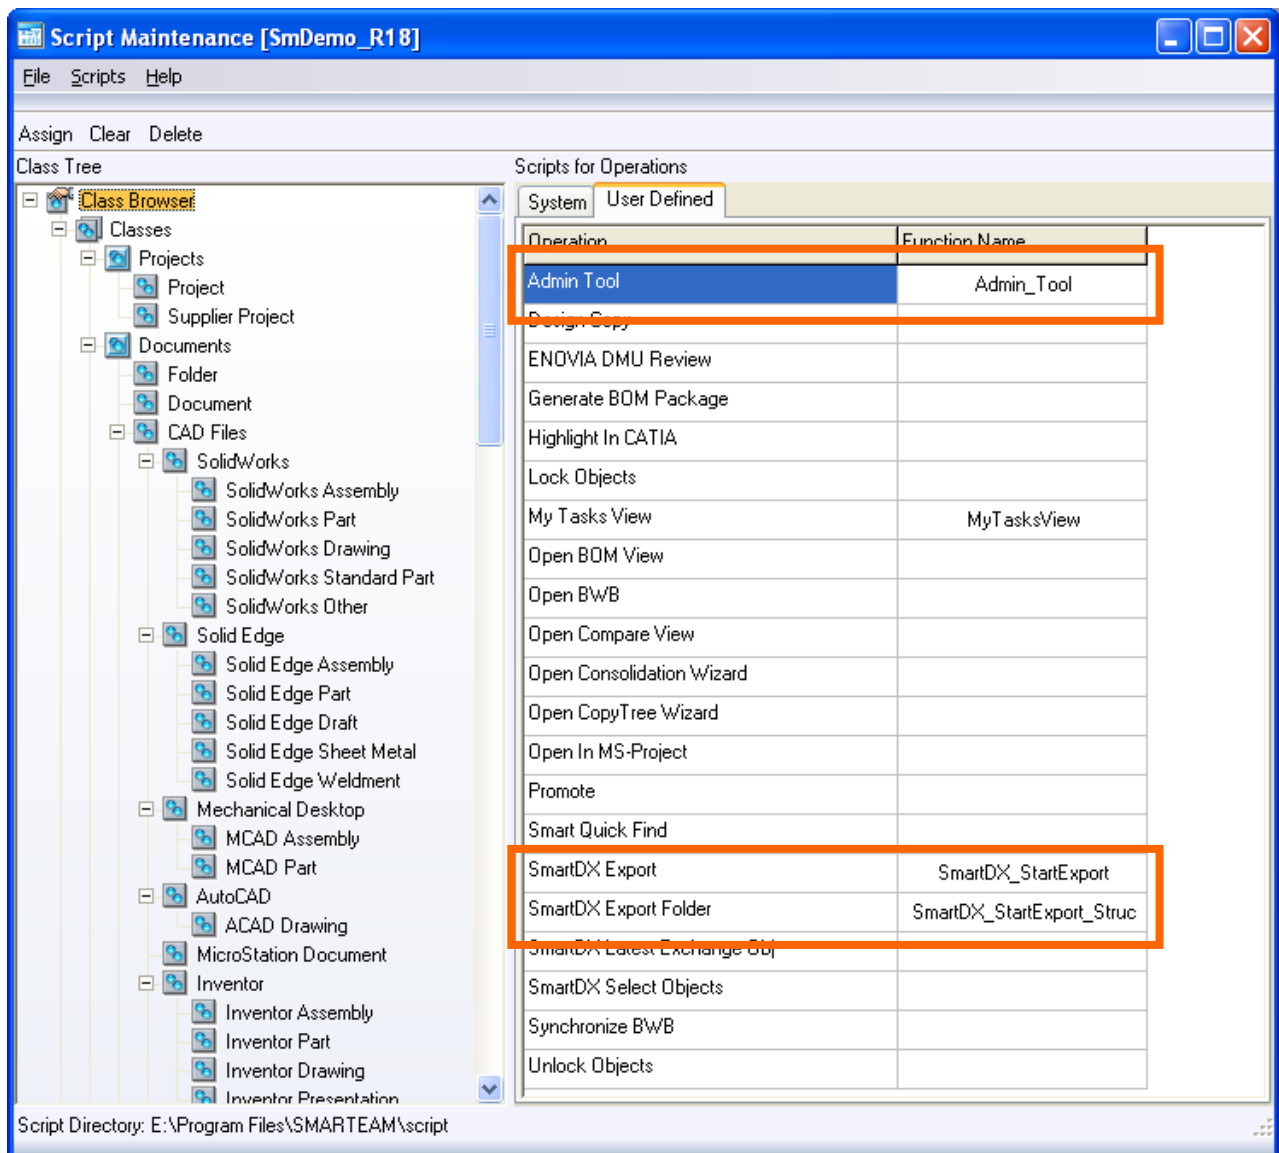 Script Maintenance [SmDemo_R18]
File Scripts Help
Assign Clear Delete
Class Tree
Class Browser
Classes
Projects
Project
Supplier Project
Documents
Folder
Document
CAD Files
SolidWorks
SolidWorks Assembly
SolidWorks Part
SolidWorks Drawing
SolidWorks Standard Part
SolidWorks Other
Solid Edge
Solid Edge Assembly
Solid Edge Part
Solid Edge Draft
Solid Edge Sheet Metal
Solid Edge Weldment
Mechanical Desktop
MCAD Assembly
MCAD Part
AutoCAD
ACAD Drawing
MicroStation Document
Inventor
Inventor Assembly
Inventor Part
Inventor Drawing
Inventor Presentation
Scripts for Operations
System User Defined
Operation Function Name
Admin Tool Admin_Tool
Design Copy
ENOVIA DMU Review
Generate BOM Package
Highlight In CATIA
Lock Objects
My Tasks View MyTasksView
Open BOM View
Open BWB
Open Compare View
Open Consolidation Wizard
Open CopyTree Wizard
Open In MS-Project
Promote
Smart Quick Find
SmartDX Export SmartDX_StartExport
SmartDX Export Folder SmartDX_StartExport_Struc
SmartDX Latest Exchange Obj
SmartDX Select Objects
Synchronize BWB
Unlock Objects
Script Directory: E:\Program Files\SMARTEAM\script